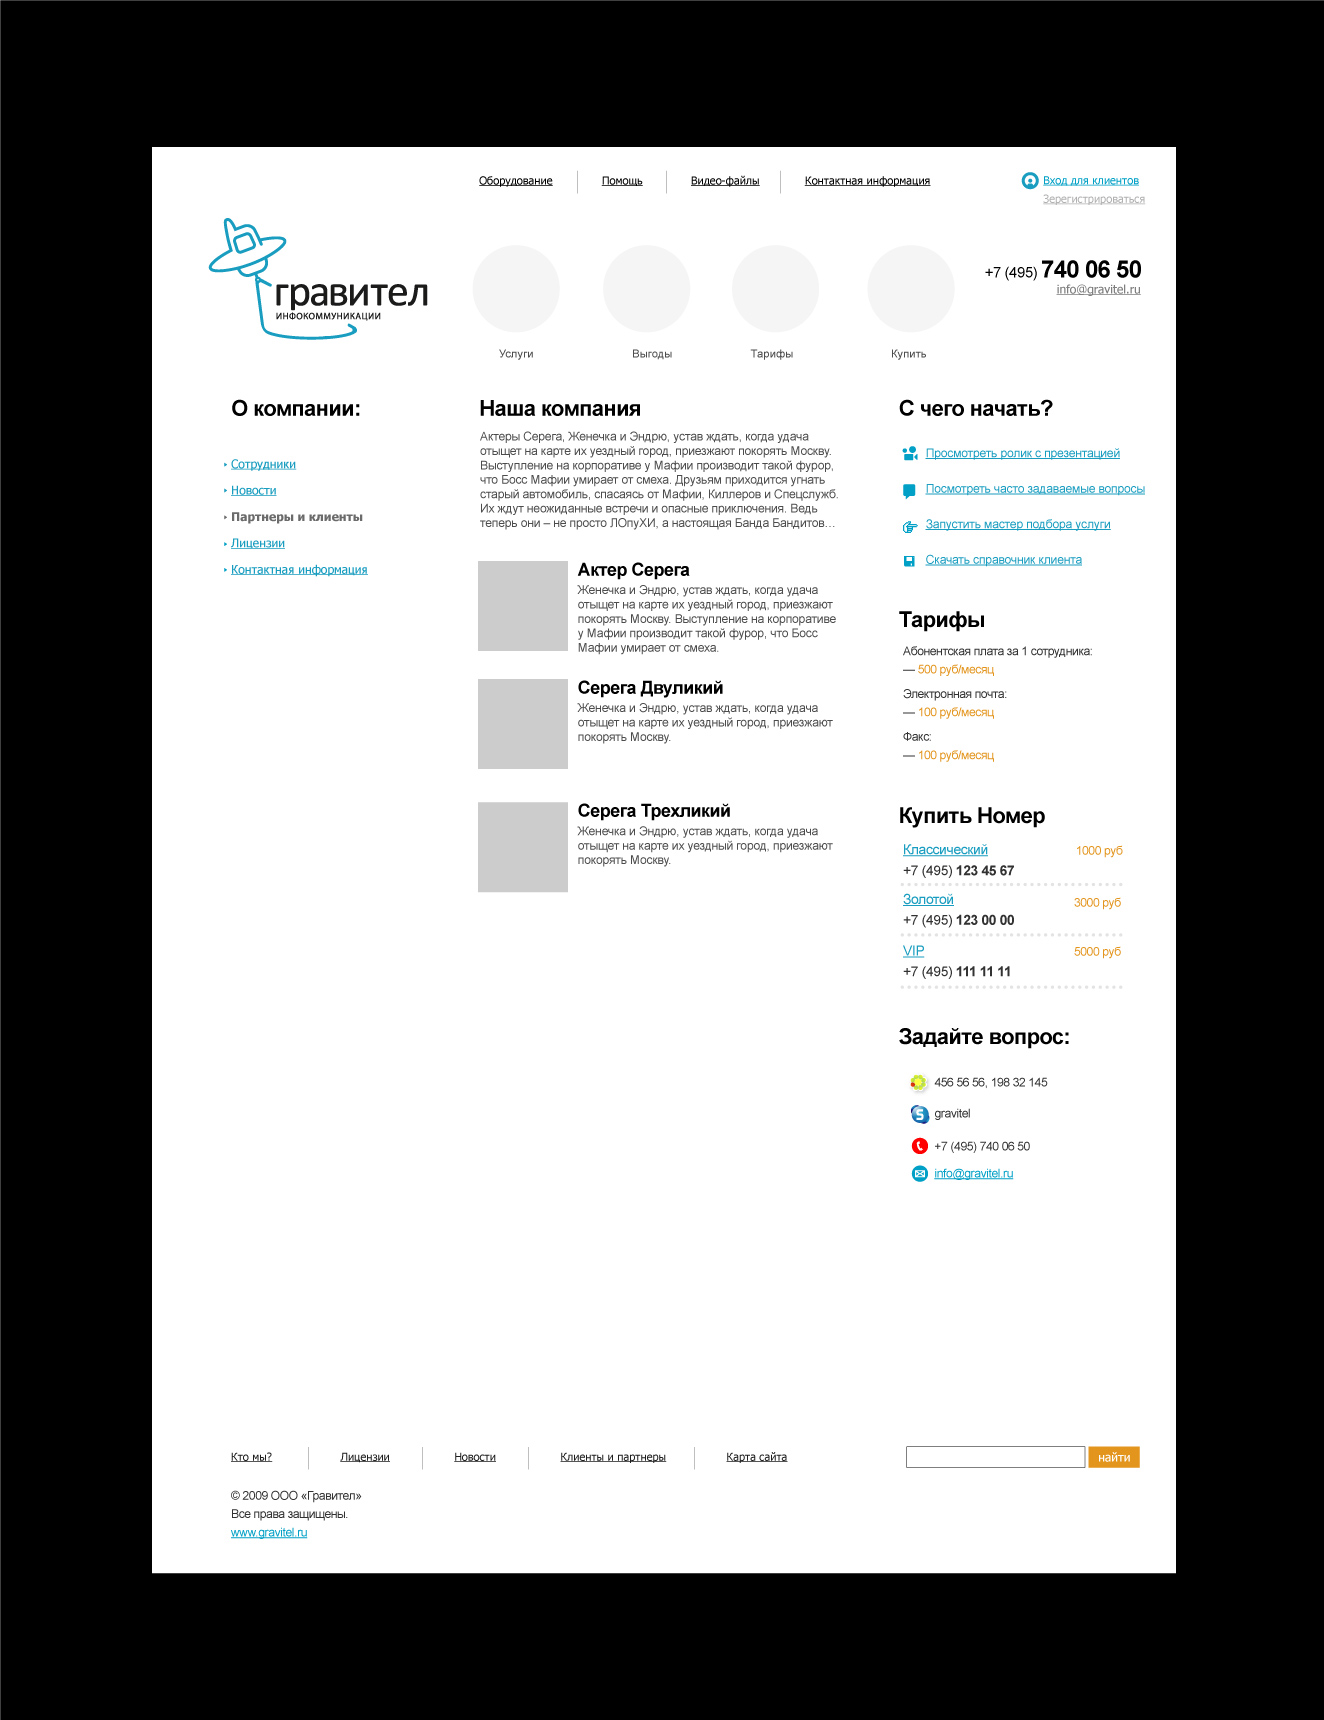 Оборудование
Помощь
Видео-файлы
Контактная информация
Вход для клиентов
Зерегистрироваться
гравител
ИНФОКОММУНИКАЦИИ
Услуги
Выгоды
Тарифы
Купить
+7 (495) 740 06 50
info@gravitel.ru
О компании:
Сотрудники
Новости
Партнеры и клиенты
Лицензии
Контактная информация
Наша компания
Актеры Серега, Женечка и Эндрю, устав ждать, когда удача
отыщет на карте их уездный город, приезжают покорять Москву.
Выступление на корпоративе у Мафии производит такой фурор,
что Босс Мафии умирает от смеха. Друзьям приходится угнать
старый автомобиль, спасаясь от Мафии, Киллеров и Спецслужб.
Их ждут неожиданные встречи и опасные приключения. Ведь
теперь они – не просто ЛОпуХИ, а настоящая Банда Бандитов…
Актер Серега
Женечка и Эндрю, устав ждать, когда удача
отыщет на карте их уездный город, приезжают
покорять Москву. Выступление на корпоративе
у Мафии производит такой фурор, что Босс
Мафии умирает от смеха.
Серега Двуликий
Женечка и Эндрю, устав ждать, когда удача
отыщет на карте их уездный город, приезжают
покорять Москву.
Серега Трехликий
Женечка и Эндрю, устав ждать, когда удача
отыщет на карте их уездный город, приезжают
покорять Москву.
С чего начать?
Просмотреть ролик с презентацией
Посмотреть часто задаваемые вопросы
Запустить мастер подбора услуги
Скачать справочник клиента
Тарифы
Абонентская плата за 1 сотрудника:
— 500 руб/месяц
Электронная почта:
— 100 руб/месяц
Факс:
— 100 руб/месяц
Купить Номер
Классический 1000 руб
+7 (495) 123 45 67
Золотой 3000 руб
+7 (495) 123 00 00
VIP 5000 руб
+7 (495) 111 11 11
Задайте вопрос:
456 56 56, 198 32 145
gravitel
+7 (495) 740 06 50
info@gravitel.ru
Кто мы?
Лицензии
Новости
Клиенты и партнеры
Карта сайта
найти
© 2009 ООО «Гравител»
Все права защищены.
www.gravitel.ru